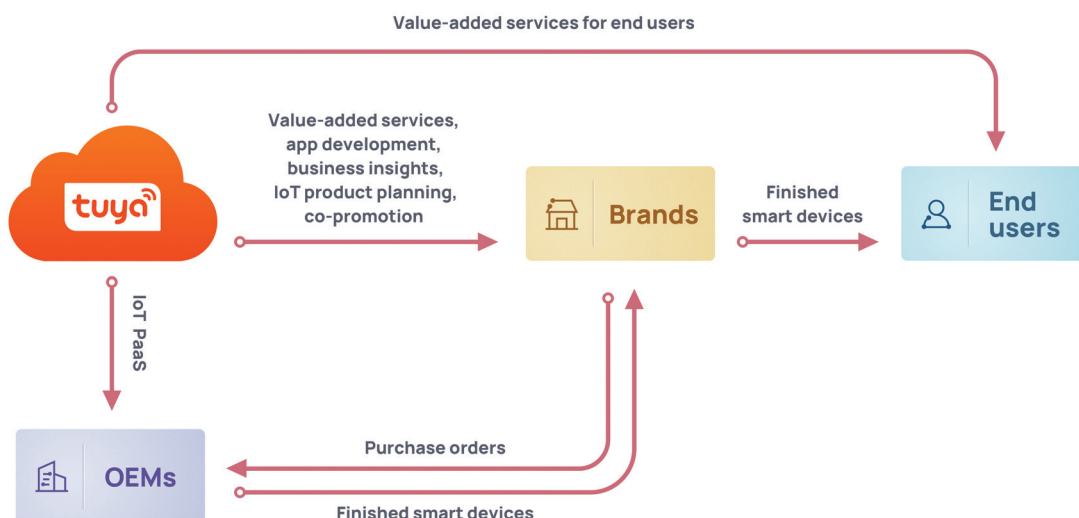 Value-added services for end users
Value-added services,
app development,
business insights,
IoT product planning,
co-promotion
tuya
Brands
Finished
smart devices
End
users
IoT PaaS
OEMs
Purchase orders
Finished smart devices